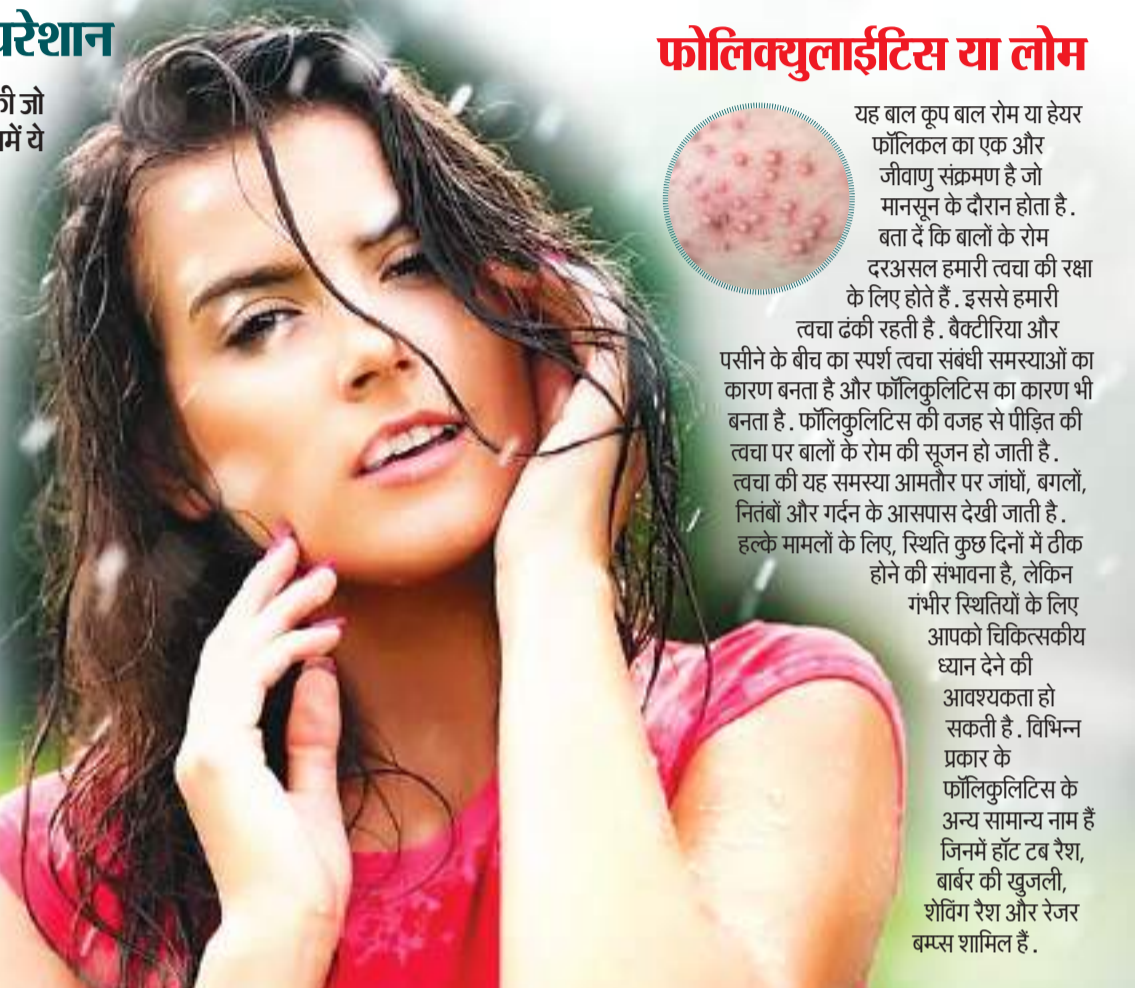 परेशान
की जो
में ये
फोलिक्युलाईटिस या लोम
यह बाल कूप बाल रोम या हेयर
फॉलिकल का एक और
जीवाणु संक्रमण है जो
मानसून के दौरान होता है.
बता दें कि बालों के रोम
दरअसल हमारी त्वचा की रक्षा
के लिए होते हैं. इससे हमारी
त्वचा ढंकी रहती है. बैक्टीरिया और
पसीने के बीच का स्पर्श त्वचा संबंधी समस्याओं का
कारण बनता है और फॉलिकुलिटिस का कारण भी
बनता है. फॉलिकुलिटिस की वजह से पीड़ित की
त्वचा पर बालों के रोम की सूजन हो जाती है.
त्वचा की यह समस्या आमतौर पर जांघों, बगलों,
नितंबों और गर्दन के आसपास देखी जाती है.
हल्के मामलों के लिए, स्थिति कुछ दिनों में ठीक
होने की संभावना है, लेकिन
गंभीर स्थितियों के लिए
आपको चिकित्सकीय
ध्यान देने की
आवश्यकता हो
सकती है. विभिन्न
प्रकार के
फॉलिकुलिटिस के
अन्य सामान्य नाम हैं
जिनमें हॉट टब रैश,
बार्बर की खुजली,
शेविंग रैश और रेजर
बम्प्स शामिल हैं.